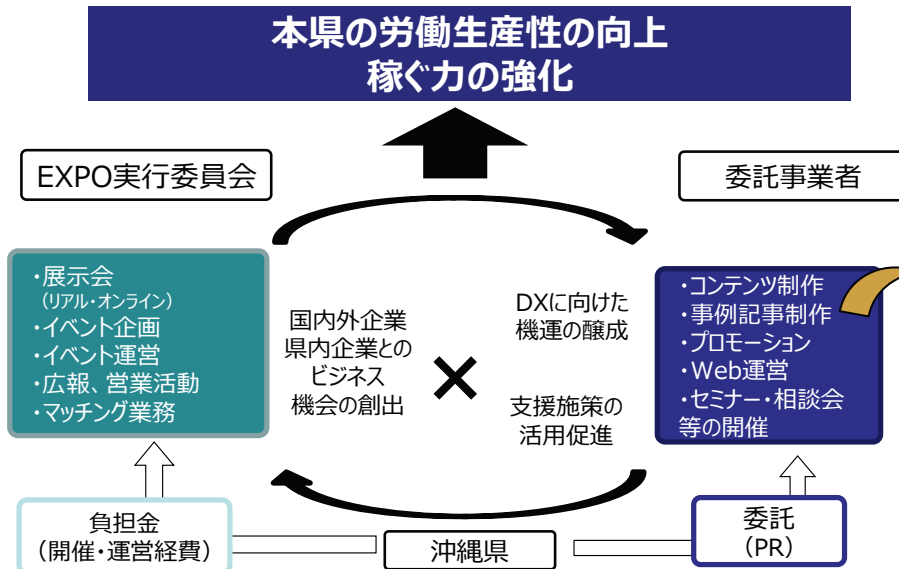 本県の労働生産性の向上
稼ぐ力の強化
EXPO実行委員会
委託事業者
・展示会
(リアル・オンライン)
・イベント企画
・イベント運営
・広報、営業活動
・マッチング業務
国内外企業
県内企業との
ビジネス
機会の創出
×
DXに向けた
機運の醸成
支援施策の
活用促進
・コンテンツ制作
・事例記事制作
・プロモーション
・Web運営
・セミナー・相談会
等の開催
負担金
(開催・運営経費)
沖縄県
委託
(PR)